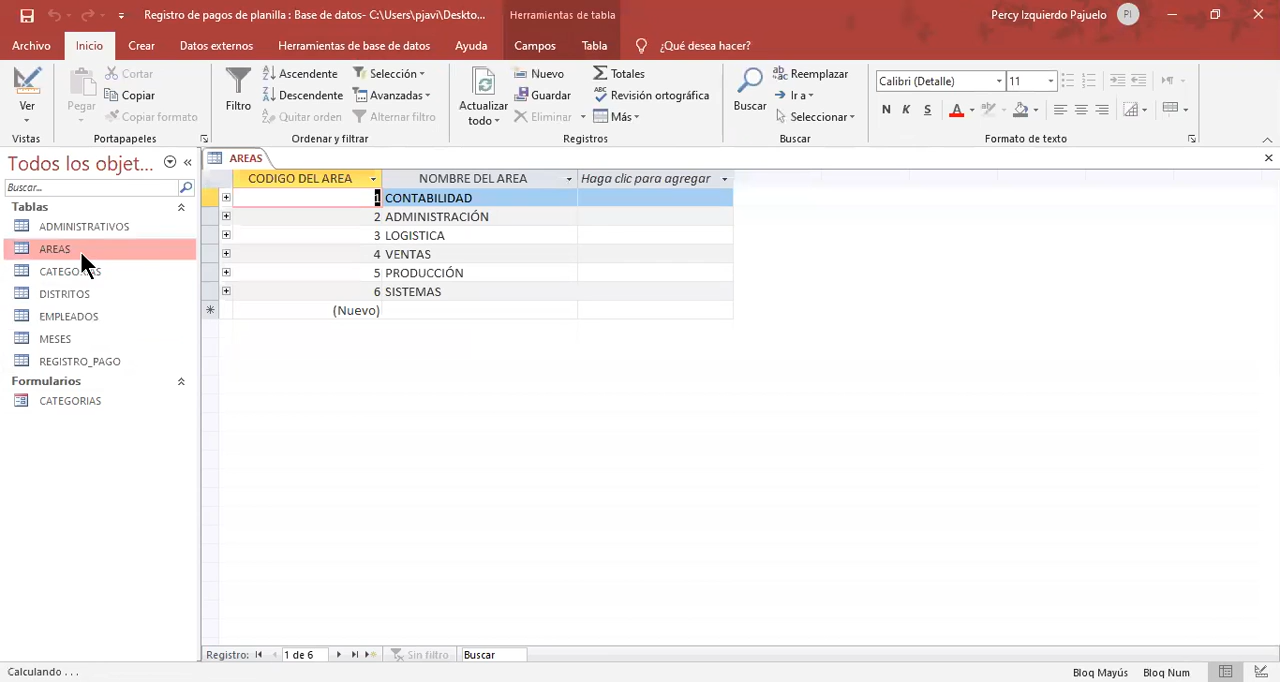 Registro de pagos de planilla : Base de datos- C:\Users\pjavi\Deskto...
Herramientas de tabla
Percy Izquierdo Pajuelo
PI
Archivo
Inicio
Crear
Datos externos
Herramientas de base de datos
Ayuda
Campos
Tabla
¿Qué desea hacer?
Ver
Vistas
Pegar
Cortar
Copiar
Copiar formato
Portapapeles
Filtro
Ascendente
Descendente
Quitar orden
Selección
Avanzadas
Alternar filtro
Ordenar y filtrar
Actualizar
todo
Nuevo
Guardar
Eliminar
Totales
Revisión ortográfica
Más
Registros
Buscar
Reemplazar
Ir a
Seleccionar
Buscar
Calibri (Detalle)
11
N K S
Formato de texto
Todos los objet...
Buscar...
Tablas
ADMINISTRATIVOS
AREAS
DISTRITOS
EMPLEADOS
MESES
REGISTRO_PAGO
Formularios
CATEGORIAS
AREAS
CODIGO DEL AREA NOMBRE DEL AREA Haga clic para agregar
1 CONTABILIDAD
2 ADMINISTRACIÓN
3 LOGISTICA
4 VENTAS
5 PRODUCCIÓN
6 SISTEMAS
(Nuevo)
Registro: 1 de 6 Sin filtro Buscar
Calculando . . .
Bloq Mayús Bloq Num